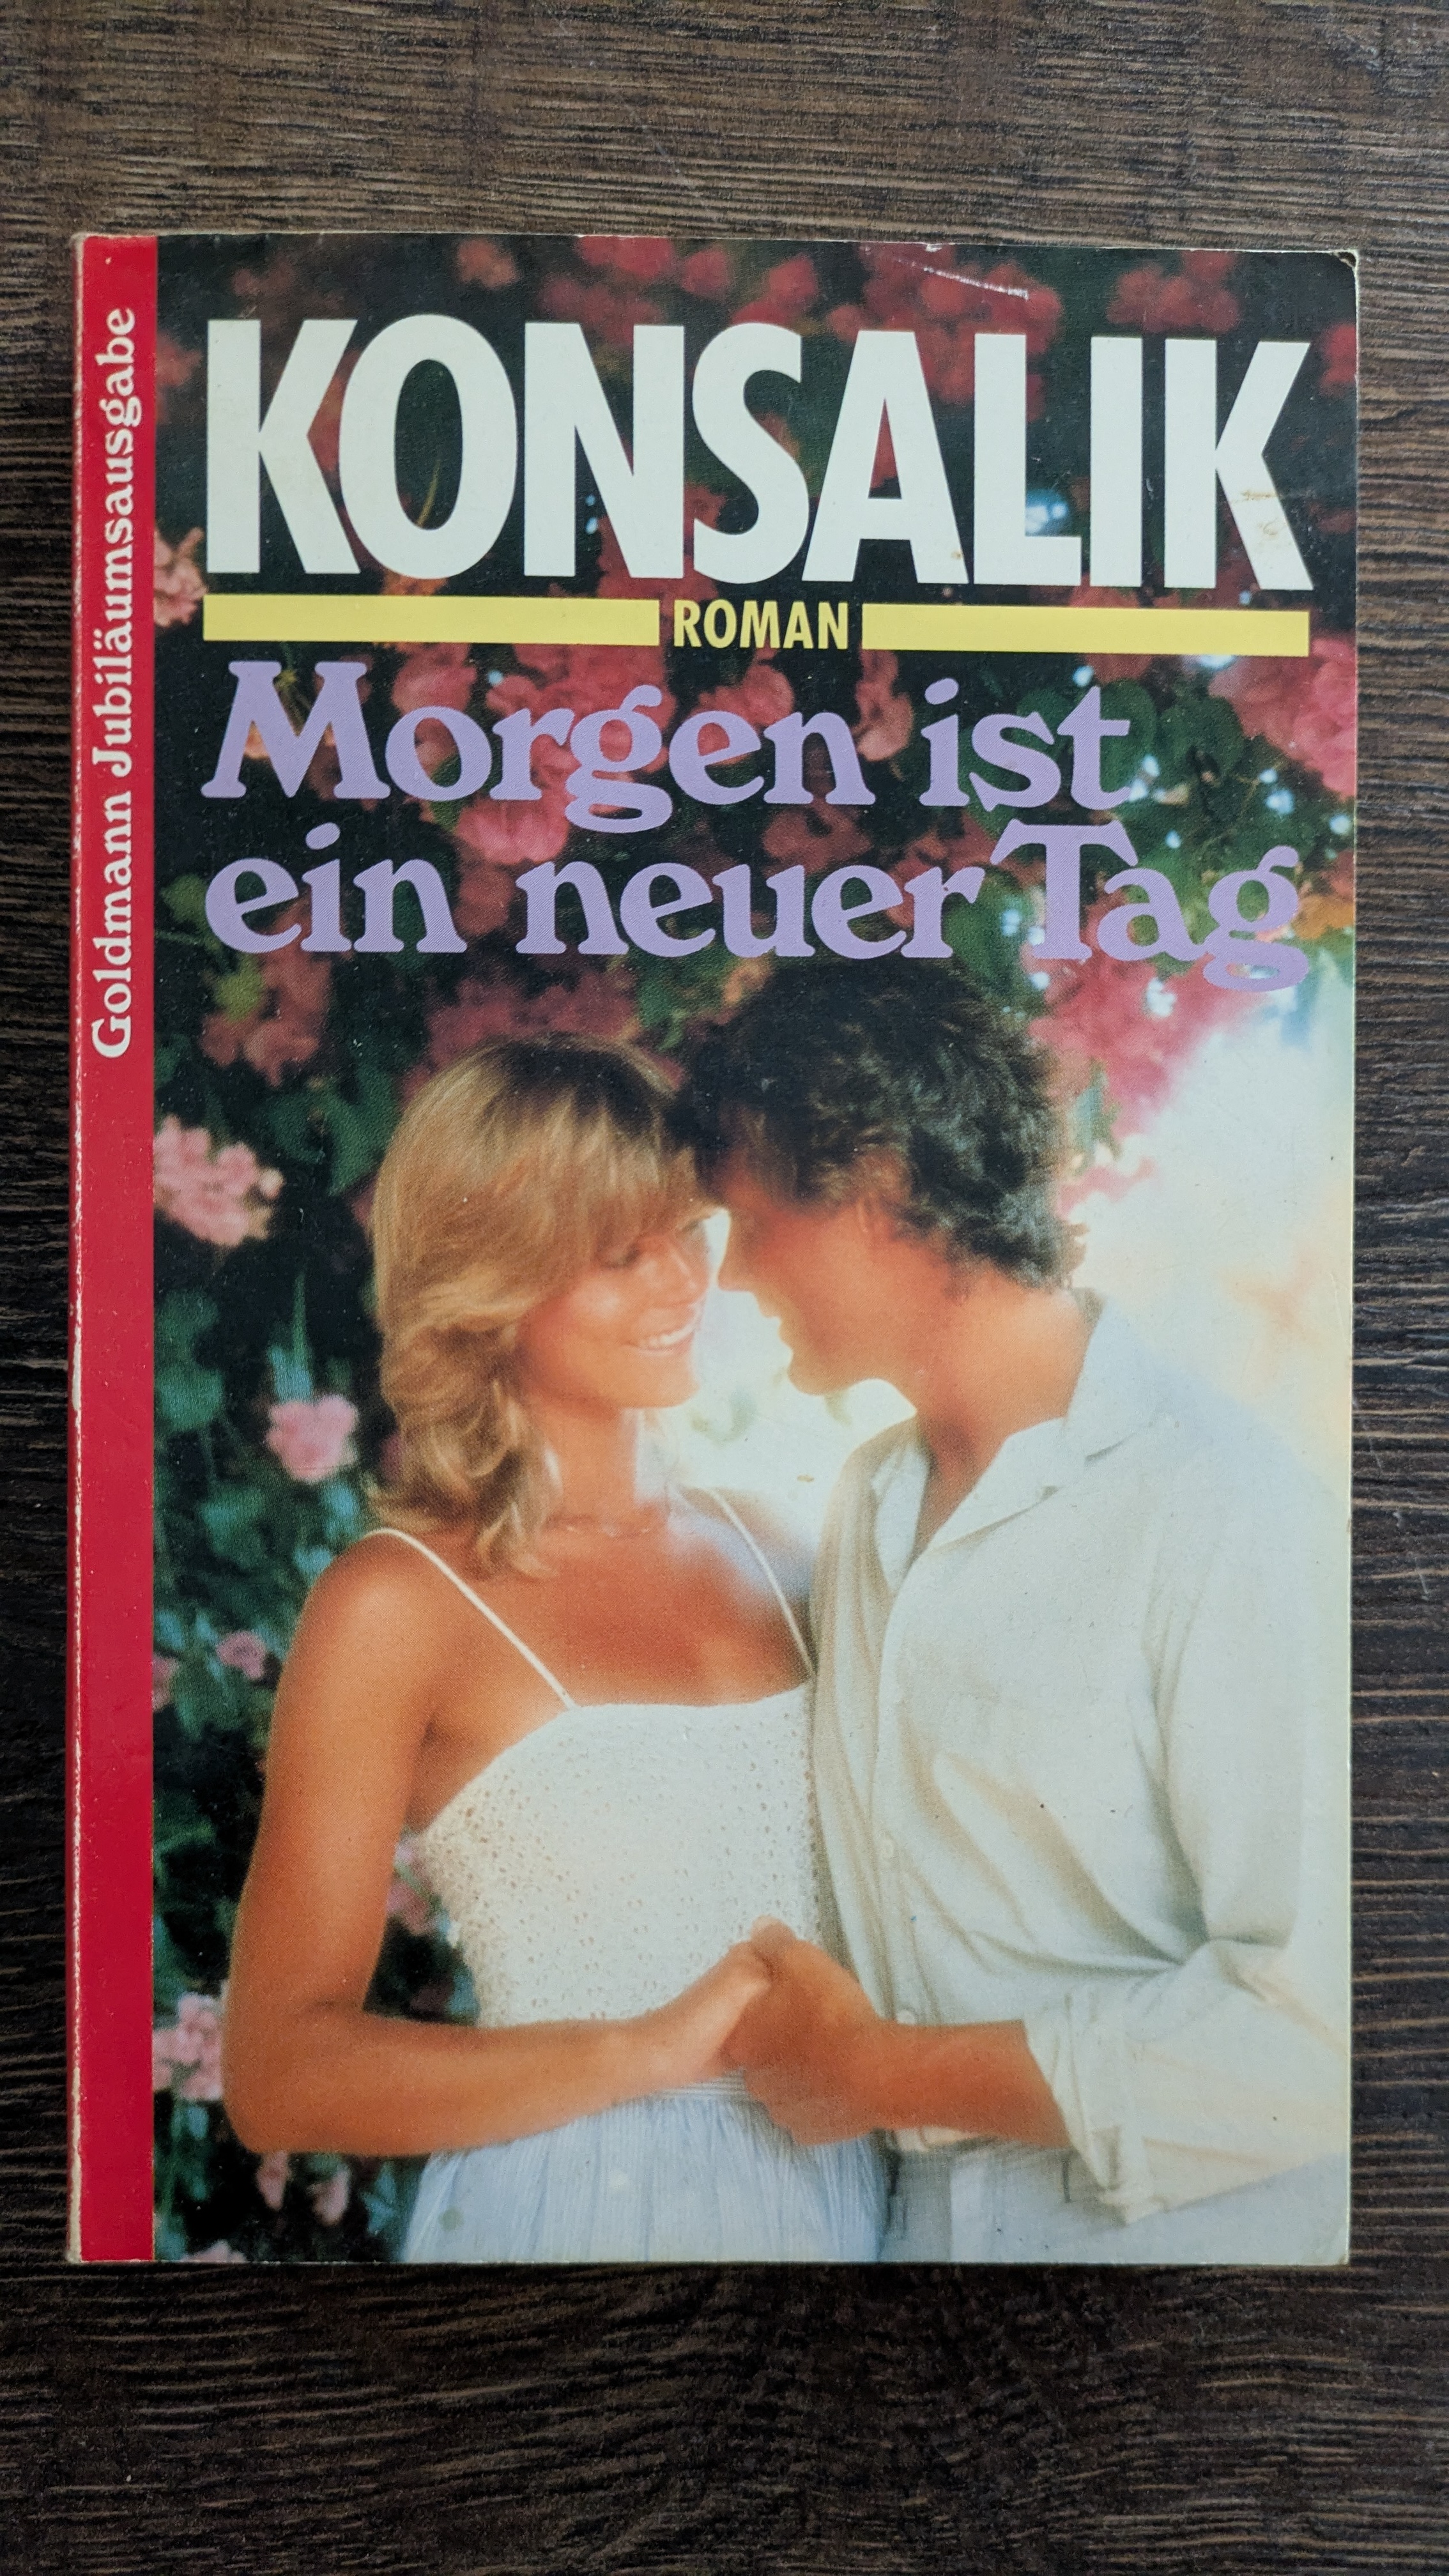 KONSALIK
ROMAN
Morgen ist
ein neuer Tag
Goldmann Jubiläumsausgabe